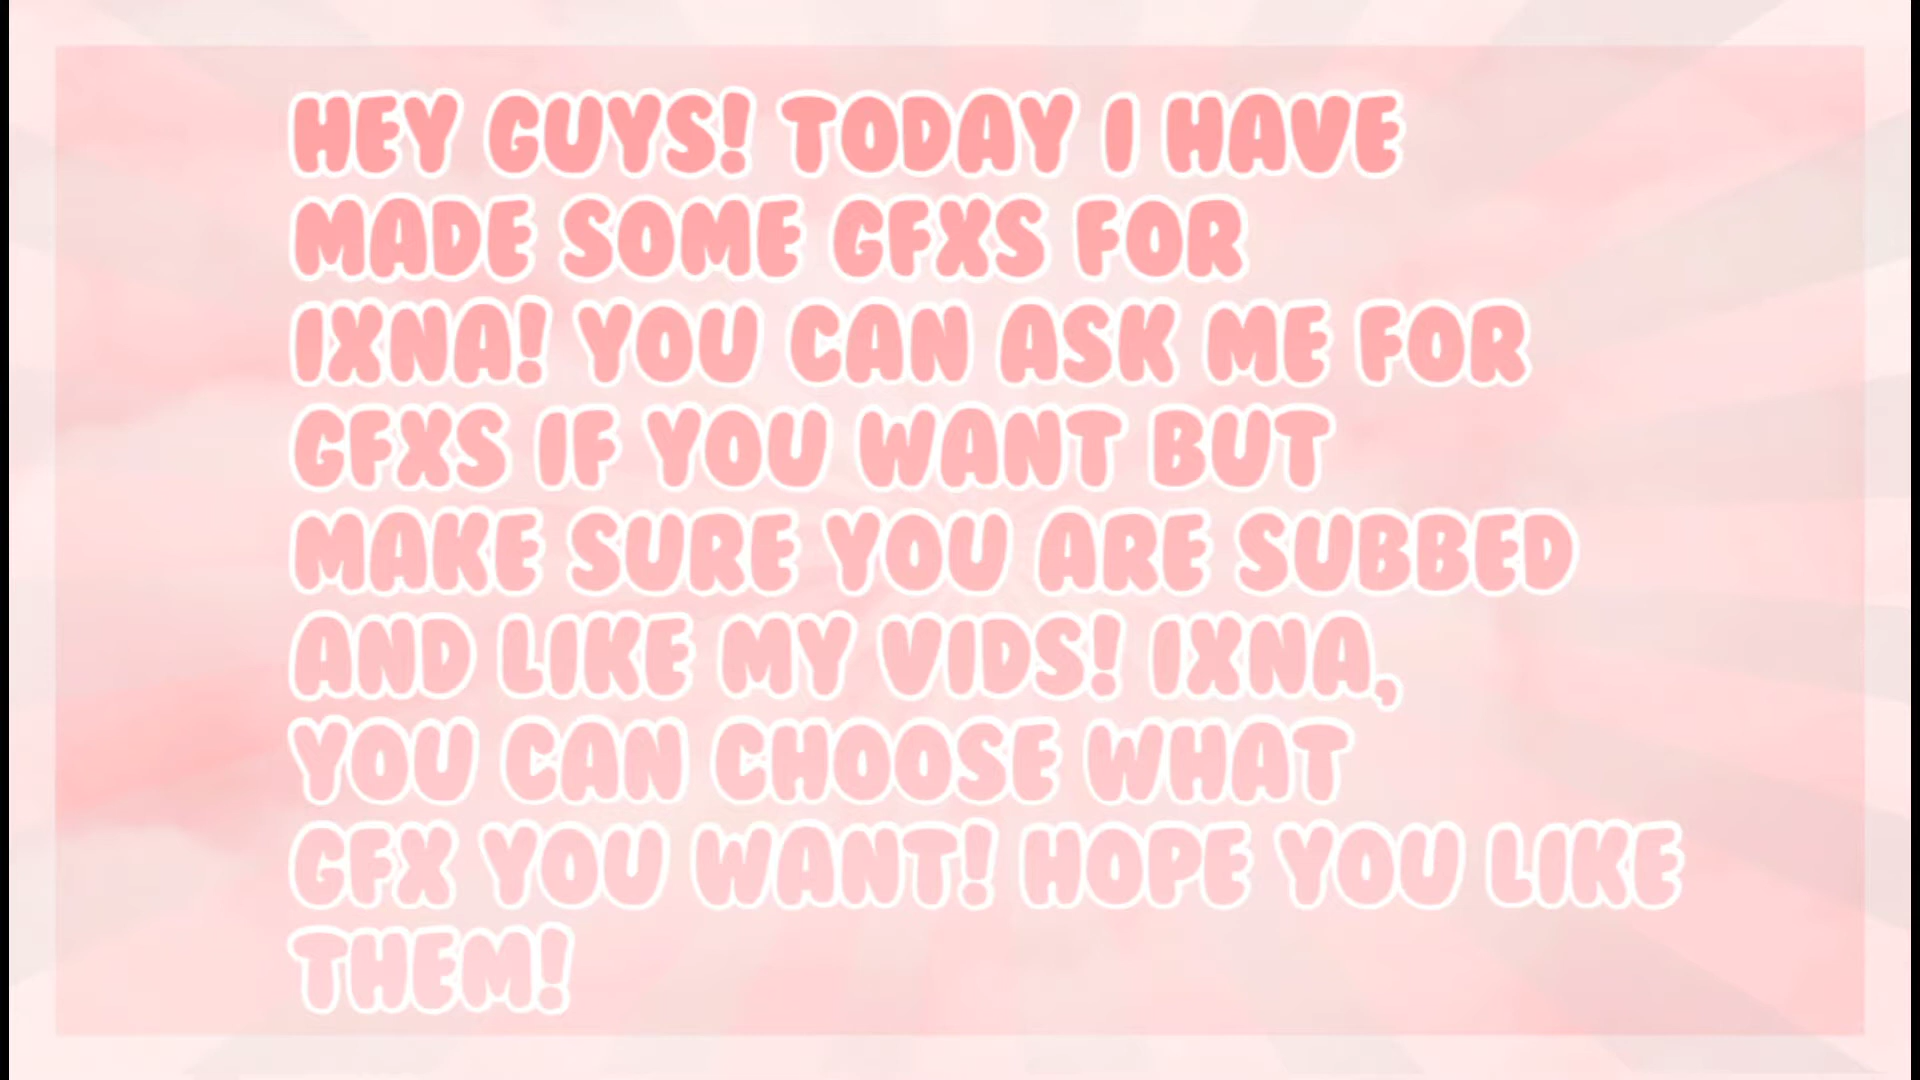 HEY GUYS! TODAY I HAVE
MADE SOME GFXS FOR
IXNA! YOU CAN ASK ME FOR
GFXS IF YOU WANT BUT
MAKE SURE YOU ARE SUBBED
AND LIKE MY VIDS! IXNA,
YOU CAN CHOOSE WHAT
GFX YOU WANT! HOPE YOU LIKE
THEM!